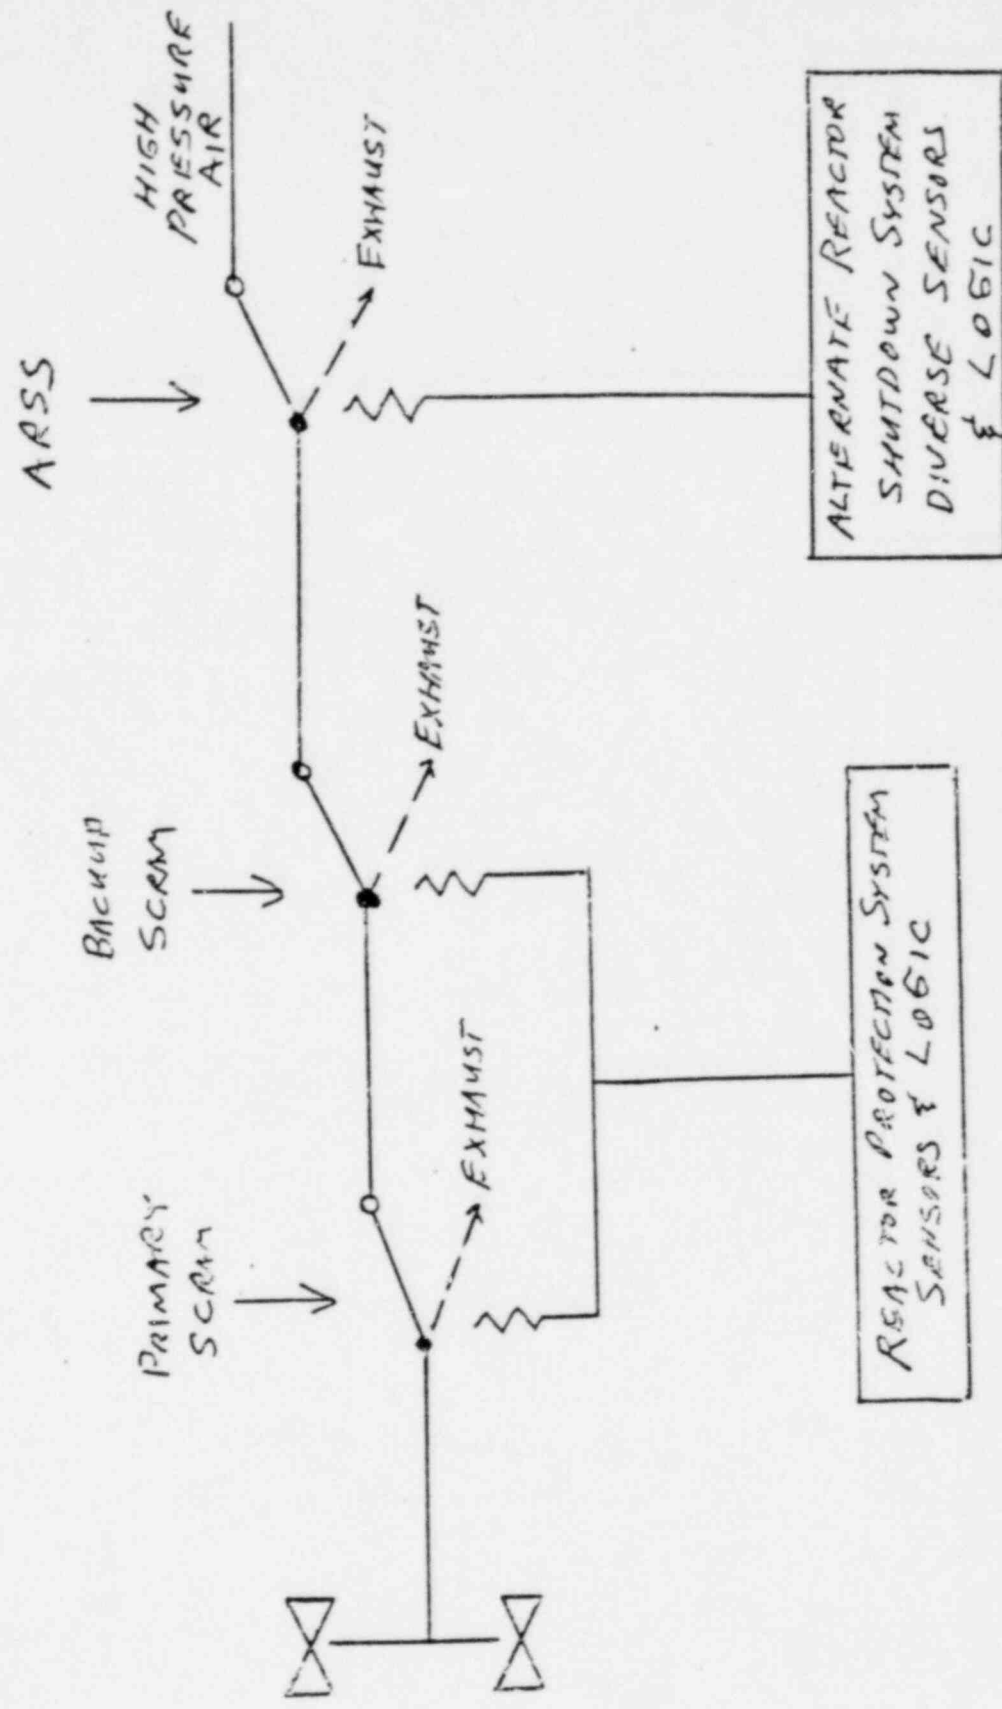 ARSS
HIGH
PRESSURE
AIR
EXHAUST
BACKUP
SCRAM
EXHAUST
PRIMARY
SCRAM
EXHAUST
ALTERNATE REACTOR
SHUTDOWN SYSTEM
DIVERSE SENSORS
& LOGIC
REACTOR PROTECTION SYSTEM
SENSORS & LOGIC